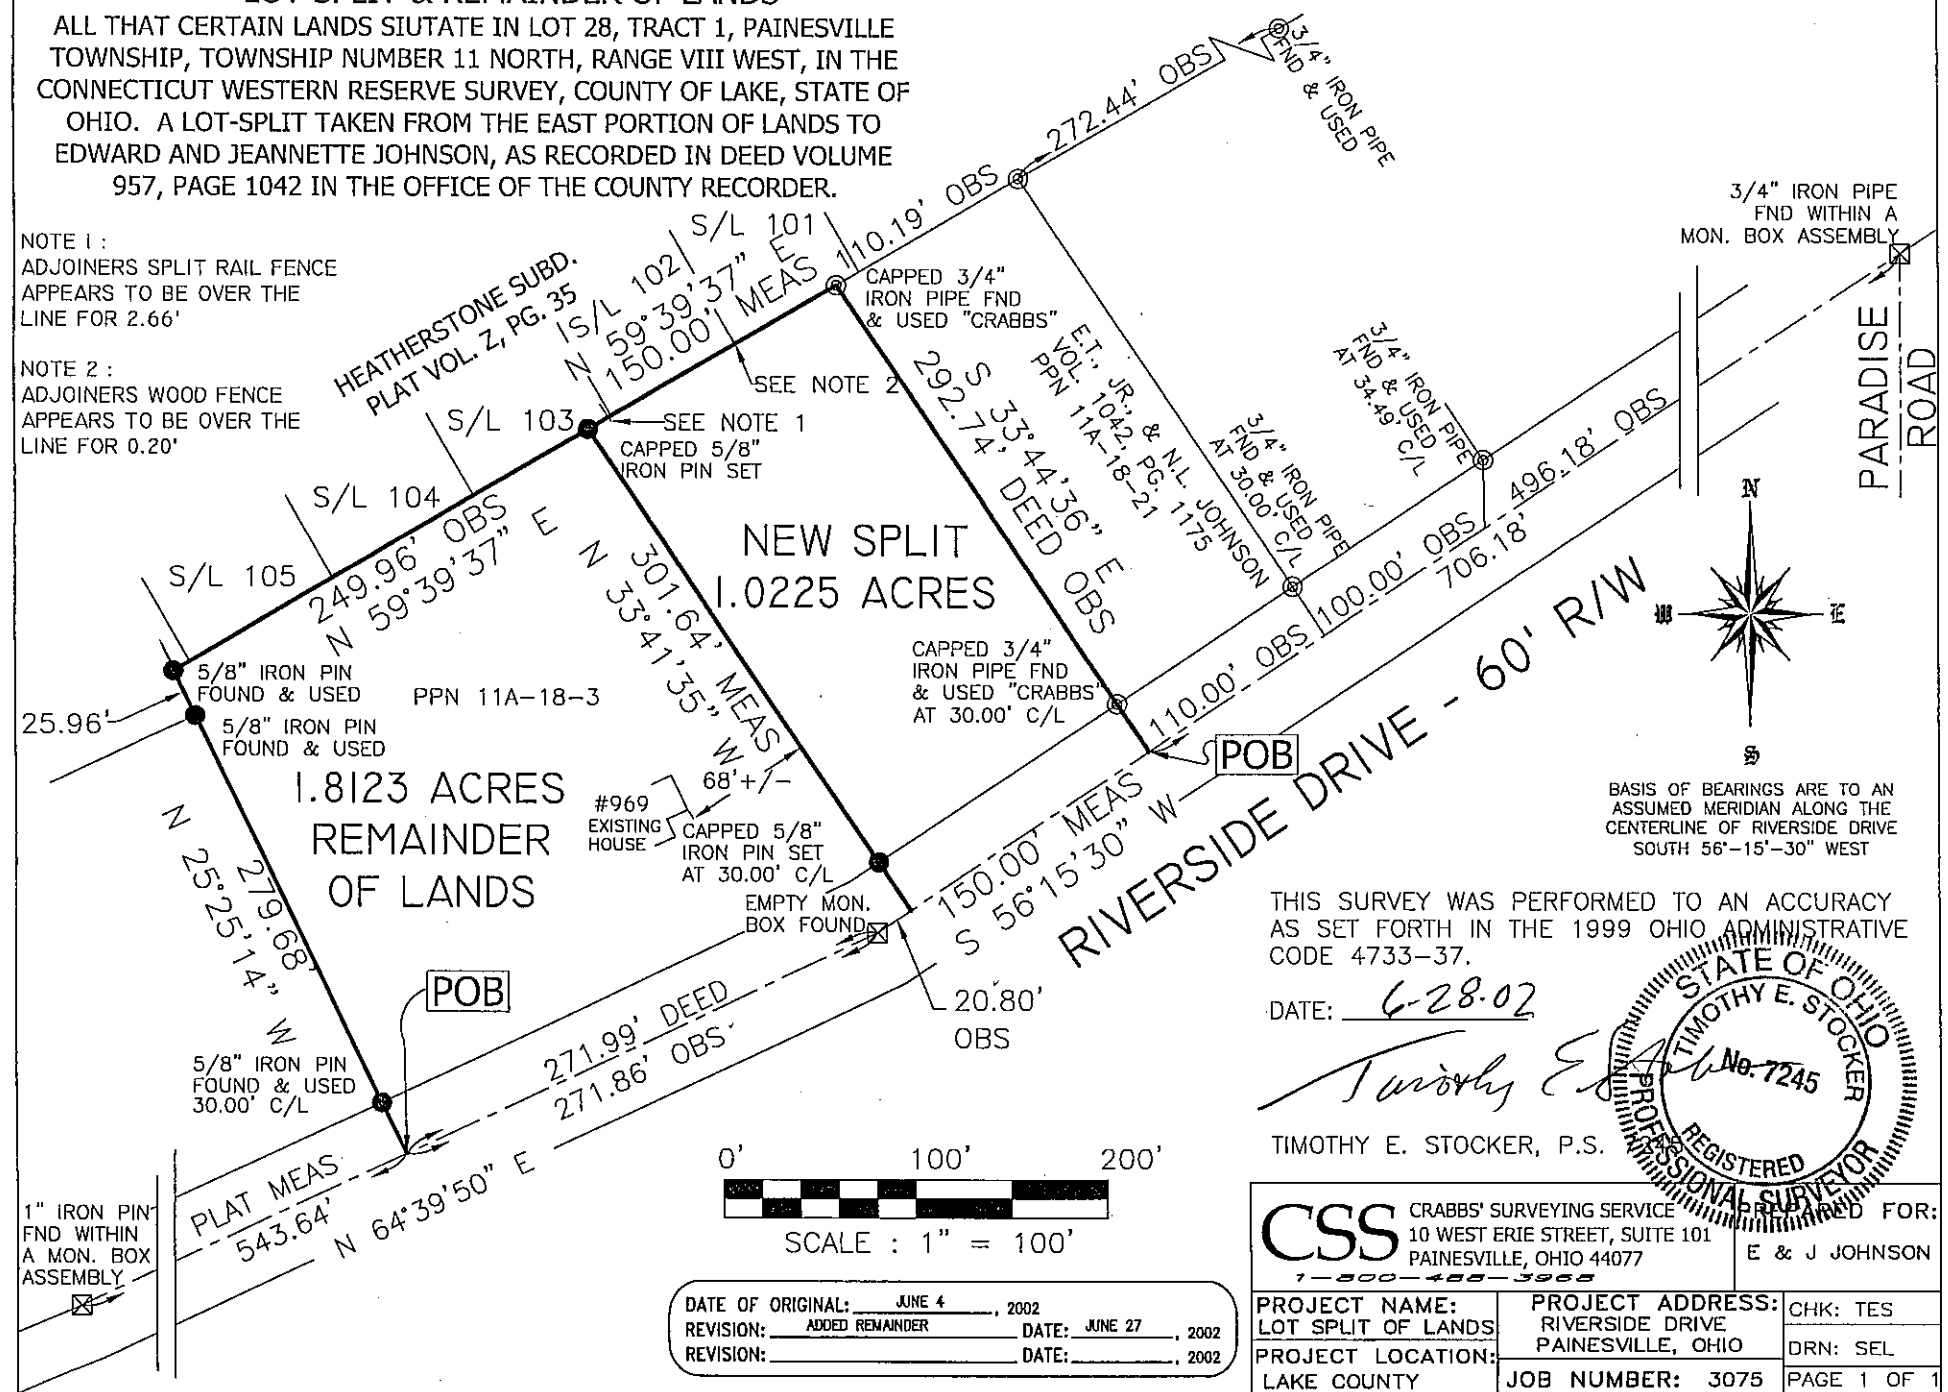 LOT SPLIT & REMAINDER OF LANDS
ALL THAT CERTAIN LANDS SIUTATE IN LOT 28, TRACT 1, PAINESVILLE
TOWNSHIP, TOWNSHIP NUMBER 11 NORTH, RANGE VIII WEST, IN THE
CONNECTICUT WESTERN RESERVE SURVEY, COUNTY OF LAKE, STATE OF
OHIO. A LOT-SPLIT TAKEN FROM THE EAST PORTION OF LANDS TO
EDWARD AND JEANNETTE JOHNSON, AS RECORDED IN DEED VOLUME
957, PAGE 1042 IN THE OFFICE OF THE COUNTY RECORDER.
NOTE 1 :
ADJOINERS SPLIT RAIL FENCE
APPEARS TO BE OVER THE
LINE FOR 2.66'
NOTE 2 :
ADJOINERS WOOD FENCE
APPEARS TO BE OVER THE
LINE FOR 0.20'
HEATHERSTONE SUBD.
PLAT VOL. Z, PG. 35
S/L 101
S/L 102
S/L 103
S/L 104
S/L 105
N 59°39'37" E
150.00' MEAS
110.19' OBS
272.44' OBS
3/4" IRON PIPE
FND & USED
3/4" IRON PIPE
FND WITHIN A
MON. BOX ASSEMBLY
PARADISE
ROAD
CAPPED 3/4"
IRON PIPE FND
& USED "CRABBS"
SEE NOTE 2
SEE NOTE 1
CAPPED 5/8"
IRON PIN SET
S 33°44'36" E
292.74' DEED OBS
E.T., JR., & N.L. JOHNSON
VOL. 1042, PG. 1175
PPN 11A-18-21
3/4" IRON PIPE
FND & USED
AT 30.00' C/L
3/4" IRON PIPE
FND & USED
AT 34.49' C/L
496.18' OBS
100.00' OBS
706.18'
110.00' OBS
249.96' OBS
N 59°39'37" E
301.64' MEAS
N 33°41'35" W
NEW SPLIT
1.0225 ACRES
CAPPED 3/4"
IRON PIPE FND
& USED "CRABBS"
AT 30.00' C/L
POB
RIVERSIDE DRIVE - 60' R/W
N
W
E
S
BASIS OF BEARINGS ARE TO AN
ASSUMED MERIDIAN ALONG THE
CENTERLINE OF RIVERSIDE DRIVE
SOUTH 56°-15'-30" WEST
5/8" IRON PIN
FOUND & USED
25.96'
5/8" IRON PIN
FOUND & USED
PPN 11A-18-3
1.8123 ACRES
REMAINDER
OF LANDS
68'+/-
#969
EXISTING
HOUSE
CAPPED 5/8"
IRON PIN SET
AT 30.00' C/L
EMPTY MON.
BOX FOUND
150.00' MEAS
S 56°15'30" W
20.80'
OBS
279.68'
N 25°25'14" W
POB
5/8" IRON PIN
FOUND & USED
30.00' C/L
271.99' DEED
271.86' OBS
PLAT MEAS
543.64'
N 64°39'50" E
1" IRON PIN
FND WITHIN
A MON. BOX
ASSEMBLY
0' 100' 200'
SCALE : 1" = 100'
DATE OF ORIGINAL: JUNE 4, 2002
REVISION: ADDED REMAINDER DATE: JUNE 27, 2002
REVISION: DATE: , 2002
THIS SURVEY WAS PERFORMED TO AN ACCURACY
AS SET FORTH IN THE 1999 OHIO ADMINISTRATIVE
CODE 4733-37.
DATE: 6-28-02
TIMOTHY E. STOCKER, P.S.
STATE OF OHIO
TIMOTHY E. STOCKER
No. 7245
REGISTERED
PROFESSIONAL SURVEYOR
CSS
CRABBS' SURVEYING SERVICE
10 WEST ERIE STREET, SUITE 101
PAINESVILLE, OHIO 44077
1-800-488-3968
PREPARED FOR:
E & J JOHNSON
PROJECT NAME:
LOT SPLIT OF LANDS
PROJECT ADDRESS:
RIVERSIDE DRIVE
PAINESVILLE, OHIO
CHK: TES
DRN: SEL
PROJECT LOCATION:
LAKE COUNTY
JOB NUMBER: 3075
PAGE 1 OF 1